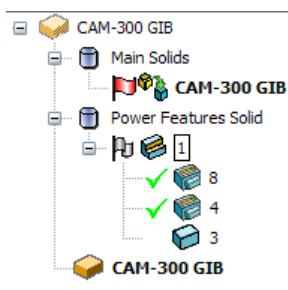 CAM-300 GIB
Main Solids
CAM-300 GIB
Power Features Solid
1
8
4
3
CAM-300 GIB